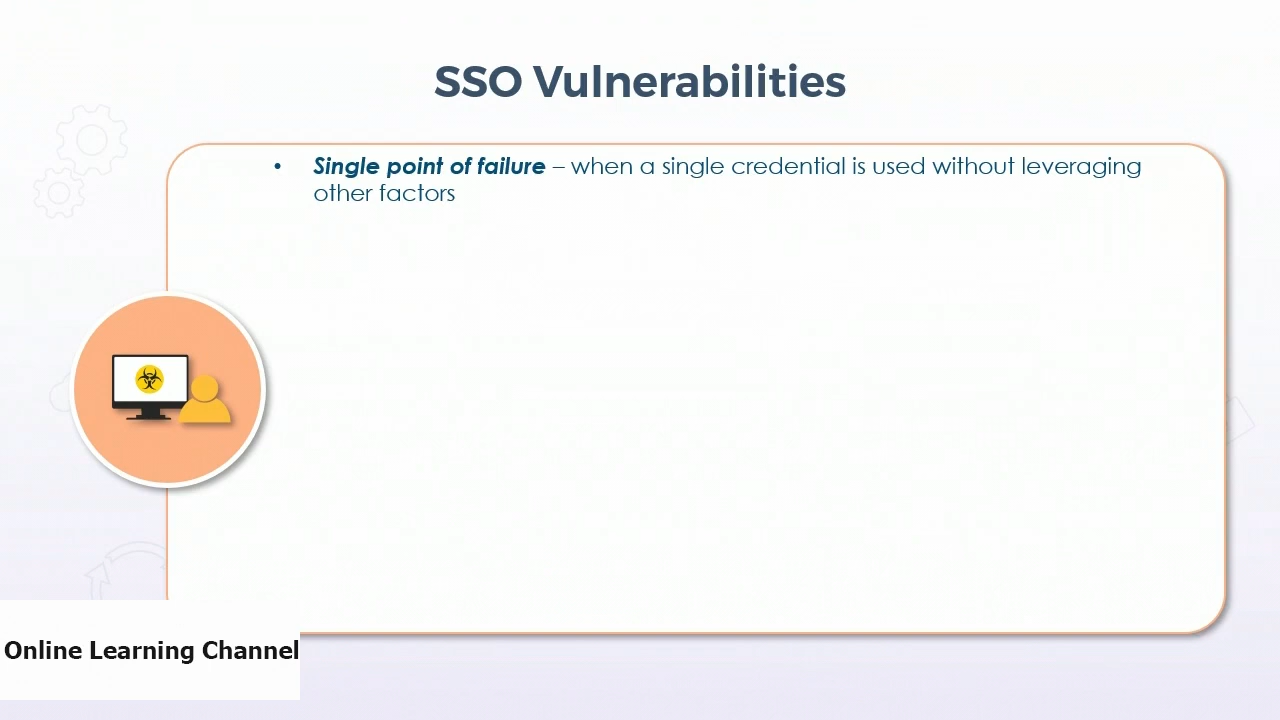 SSO Vulnerabilities
• Single point of failure – when a single credential is used without leveraging
other factors
Online Learning Channel